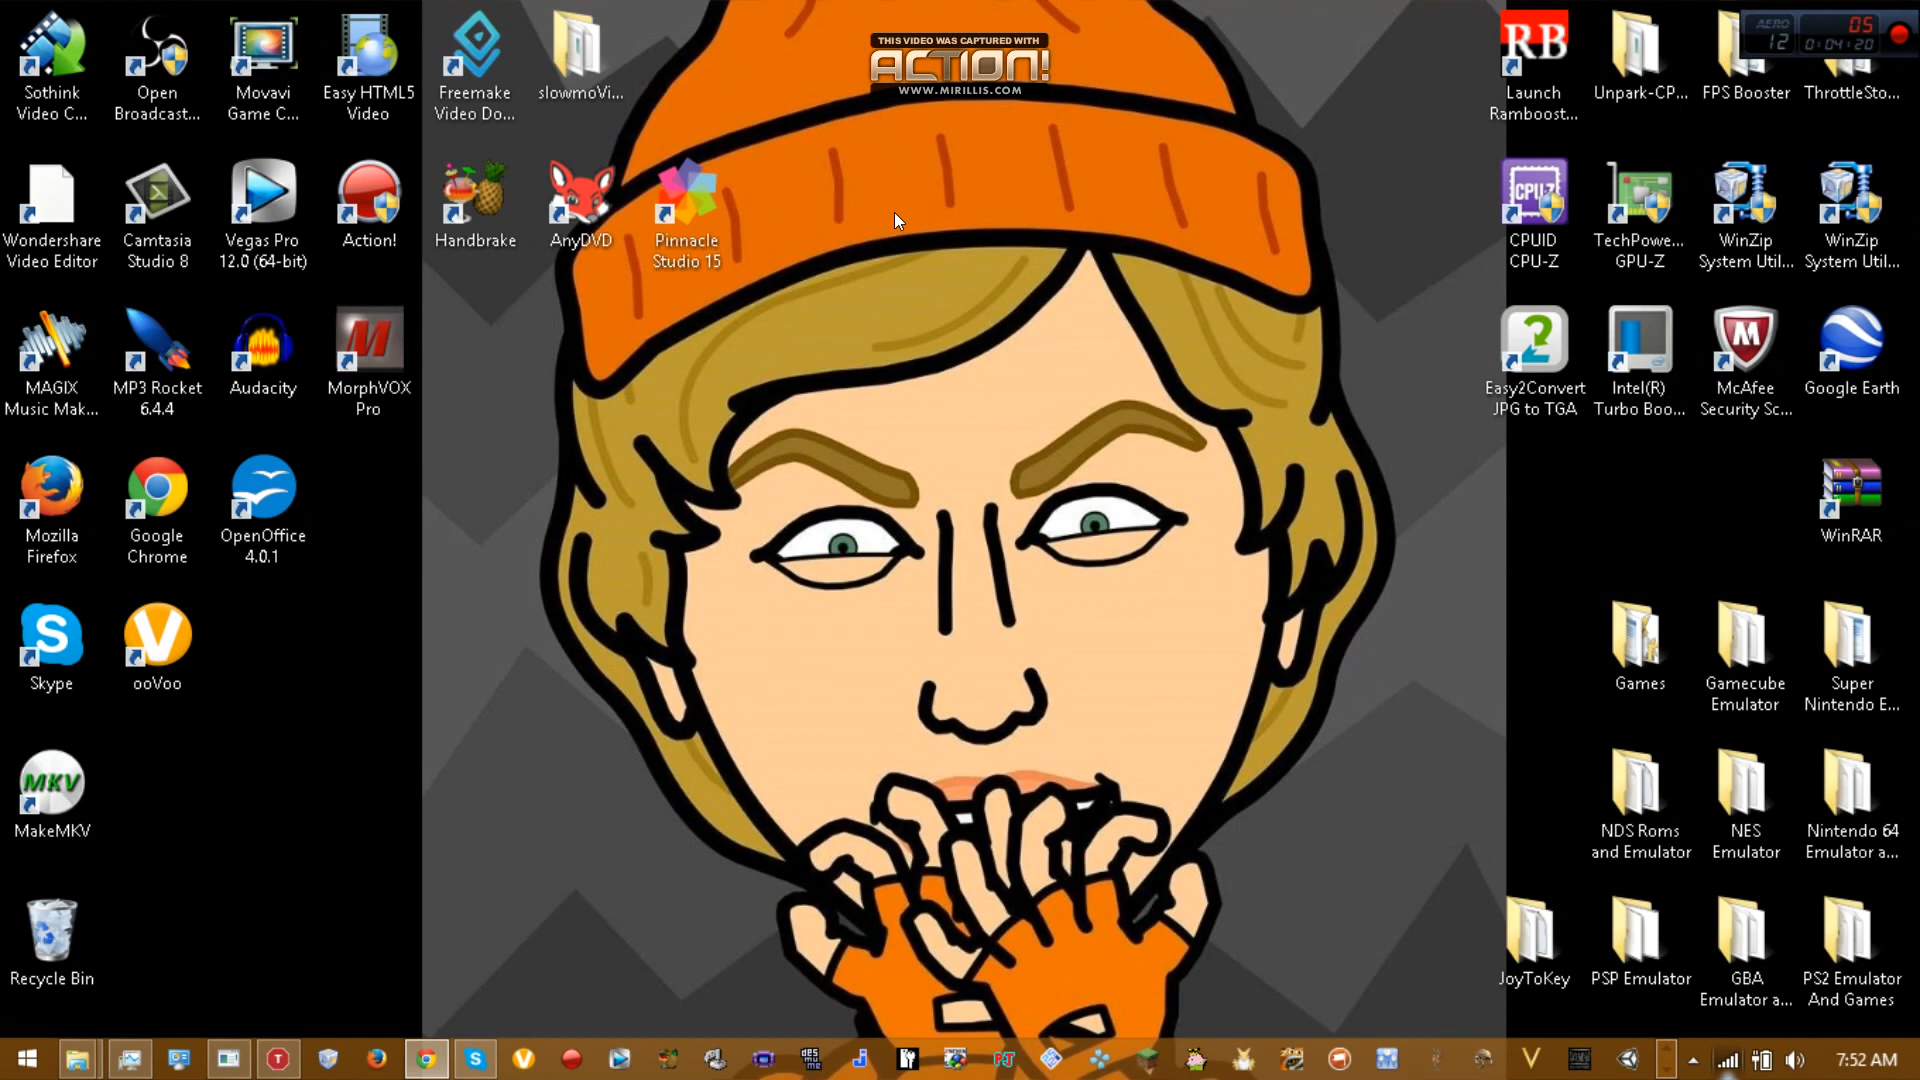 THIS VIDEO WAS CAPTURED WITH
ACTION!
WWW.MIRILLIS.COM
AERO
12
05
0:04:20
Sothink
Video C...
Open
Broadcast...
Movavi
Game C...
Easy HTML5
Video
Freemake
Video Do...
slowmoVi...
RB
Launch
Ramboost...
Unpark-CP...
FPS Booster
ThrottleSto...
Wondershare
Video Editor
Camtasia
Studio 8
Vegas Pro
12.0 (64-bit)
Action!
Handbrake
AnyDVD
Pinnacle
Studio 15
CPU-Z
CPUID
CPU-Z
TechPowe...
GPU-Z
WinZip
System Util...
WinZip
System Util...
MAGIX
Music Mak...
MP3 Rocket
6.4.4
Audacity
M
MorphVOX
Pro
2
Easy2Convert
JPG to TGA
Intel(R)
Turbo Boo...
McAfee
Security Sc...
Google Earth
Mozilla
Firefox
Google
Chrome
OpenOffice
4.0.1
WinRAR
S
Skype
V
ooVoo
Games
Gamecube
Emulator
Super
Nintendo E...
MKV
MakeMKV
NDS Roms
and Emulator
NES
Emulator
Nintendo 64
Emulator a...
Recycle Bin
JoyToKey
PSP Emulator
GBA
Emulator a...
PS2 Emulator
And Games
7:52 AM